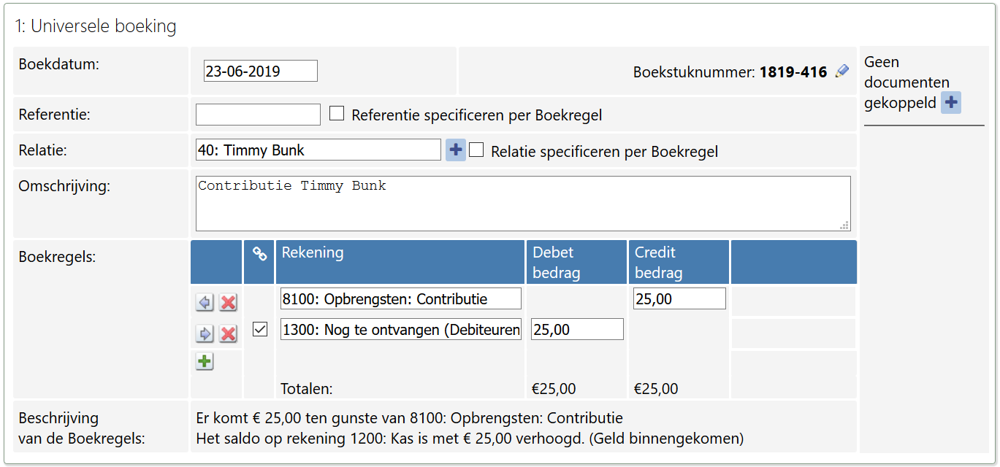 1: Universele boeking
Boekdatum:
23-06-2019
Boekstuknummer: 1819-416
Geen
documenten
gekoppeld
Referentie:
Referentie specificeren per Boekregel
Relatie:
40: Timmy Bunk
Relatie specificeren per Boekregel
Omschrijving:
Contributie Timmy Bunk
Boekregels:
Rekening
Debet
bedrag
Credit
bedrag
8100: Opbrengsten: Contributie
25,00
1300: Nog te ontvangen (Debiteuren
25,00
Totalen:
€25,00
€25,00
Beschrijving
van de Boekregels:
Er komt € 25,00 ten gunste van 8100: Opbrengsten: Contributie
Het saldo op rekening 1200: Kas is met € 25,00 verhoogd. (Geld binnengekomen)